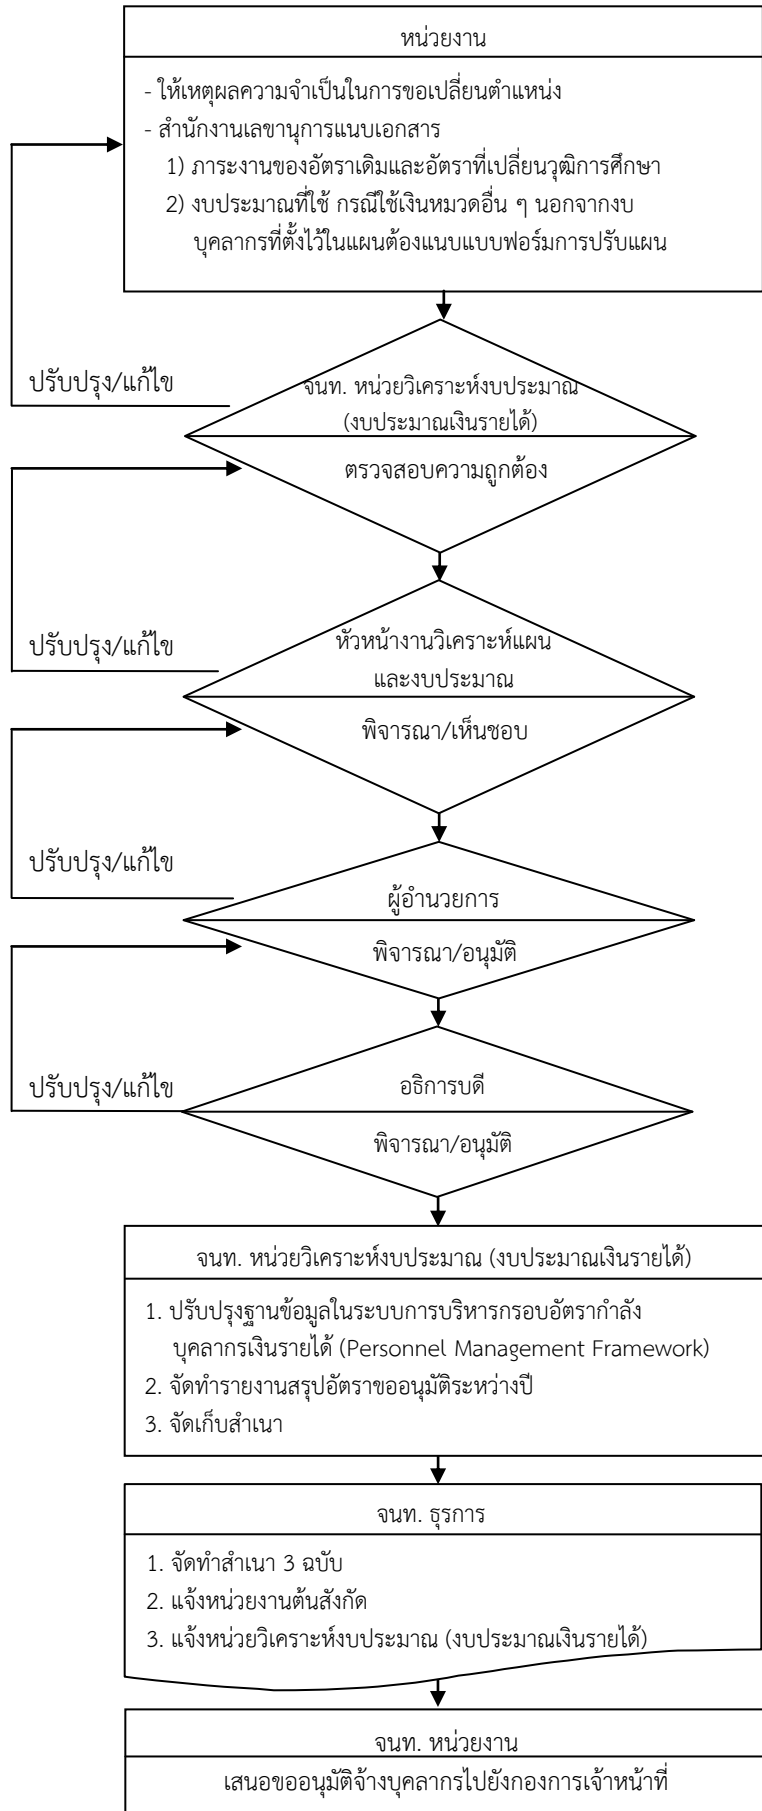 หน่วยงาน
- ให้เหตุผลความจำเป็นในการขอเปลี่ยนตำแหน่ง
- สำนักงานเลขานุการแนบเอกสาร
1) ภาระงานของอัตราเดิมและอัตราที่เปลี่ยนวุฒิการศึกษา
2) งบประมาณที่ใช้ กรณีใช้เงินหมวดอื่น ๆ นอกจากงบ
บุคลากรที่ตั้งไว้ในแผนต้องแนบแบบฟอร์มการปรับแผน
ปรับปรุง/แก้ไข
จนท. หน่วยวิเคราะห์งบประมาณ
(งบประมาณเงินรายได้)
ตรวจสอบความถูกต้อง
ปรับปรุง/แก้ไข
หัวหน้างานวิเคราะห์แผน
และงบประมาณ
พิจารณา/เห็นชอบ
ปรับปรุง/แก้ไข
ผู้อำนวยการ
พิจารณา/อนุมัติ
ปรับปรุง/แก้ไข
อธิการบดี
พิจารณา/อนุมัติ
จนท. หน่วยวิเคราะห์งบประมาณ (งบประมาณเงินรายได้)
1. ปรับปรุงฐานข้อมูลในระบบการบริหารกรอบอัตรากำลัง
บุคลากรเงินรายได้ (Personnel Management Framework)
2. จัดทำรายงานสรุปอัตราขออนุมัติระหว่างปี
3. จัดเก็บสำเนา
จนท. ธุรการ
1. จัดทำสำเนา 3 ฉบับ
2. แจ้งหน่วยงานต้นสังกัด
3. แจ้งหน่วยวิเคราะห์งบประมาณ (งบประมาณเงินรายได้)
จนท. หน่วยงาน
เสนอขออนุมัติจ้างบุคลากรไปยังกองการเจ้าหน้าที่